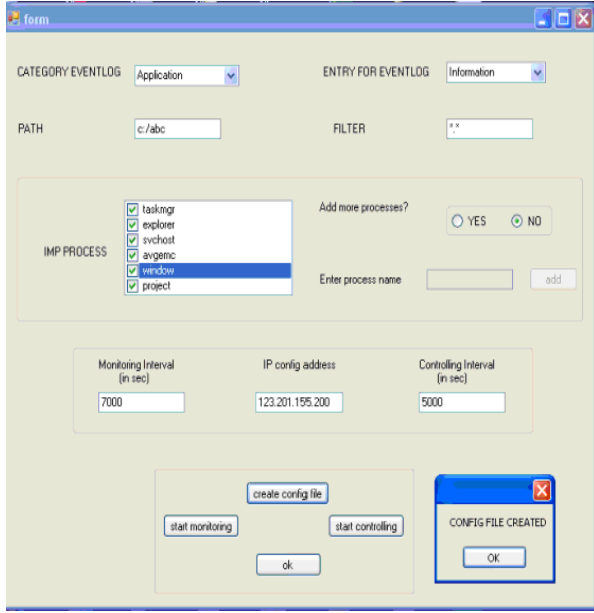 form
CATEGORY EVENTLOG Application ENTRY FOR EVENTLOG Information
PATH c:/abc FILTER *.*
IMP PROCESS
taskmgr
explorer
svchost
avgemc
window
project
Add more processes? YES NO
Enter process name add
Monitoring Interval
(in sec)
7000
IP config address
123.201.155.200
Controlling Interval
(in sec)
5000
create config file
start monitoring start controlling
ok
CONFIG FILE CREATED
OK